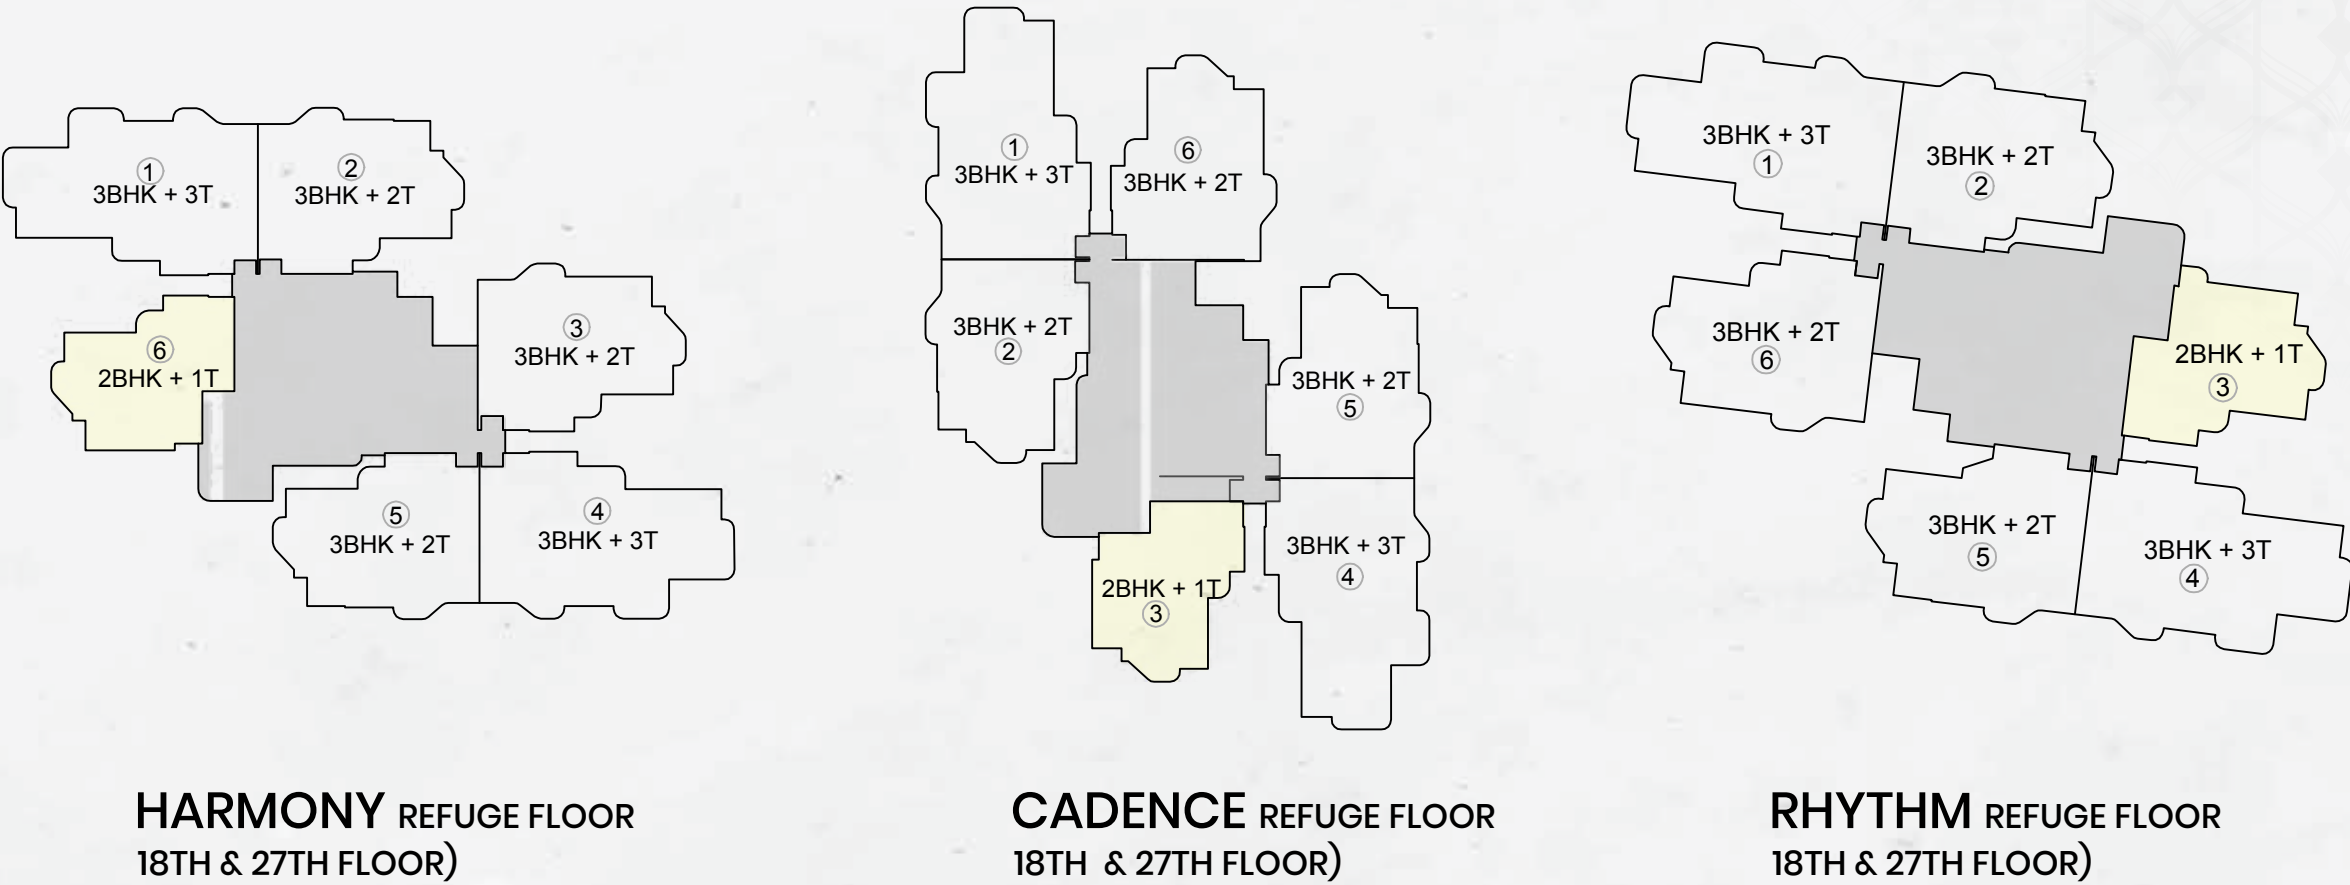 ①
3BHK + 3T
②
3BHK + 2T
③
3BHK + 2T
⑥
2BHK + 1T
⑤
3BHK + 2T
④
3BHK + 3T
HARMONY REFUGE FLOOR
18TH & 27TH FLOOR)
①
3BHK + 3T
⑥
3BHK + 2T
3BHK + 2T
②
3BHK + 2T
⑤
3BHK + 3T
④
2BHK + 1T
③
CADENCE REFUGE FLOOR
18TH & 27TH FLOOR)
3BHK + 3T
①
3BHK + 2T
②
3BHK + 2T
⑥
2BHK + 1T
③
3BHK + 2T
⑤
3BHK + 3T
④
RHYTHM REFUGE FLOOR
18TH & 27TH FLOOR)